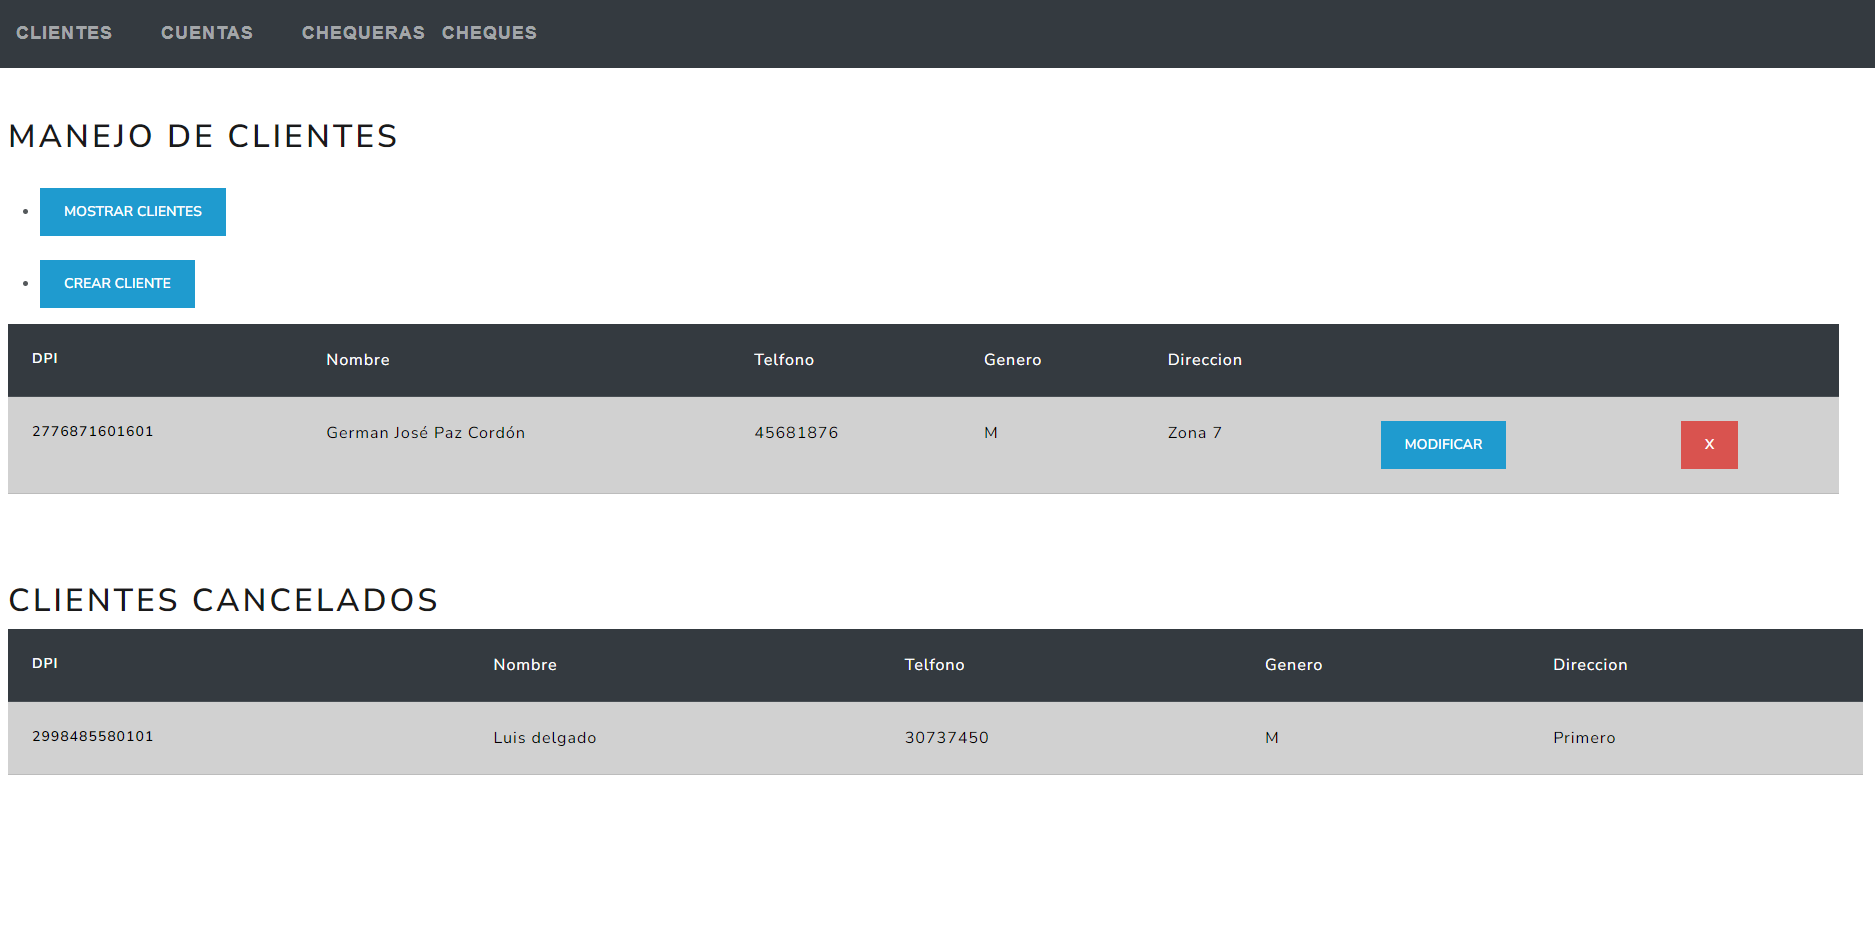 CLIENTES CUENTAS CHEQUERAS CHEQUES
MANEJO DE CLIENTES
MOSTRAR CLIENTES
CREAR CLIENTE
DPI Nombre Telfono Genero Direccion
2776871601601 German José Paz Cordón 45681876 M Zona 7 MODIFICAR X
CLIENTES CANCELADOS
DPI Nombre Telfono Genero Direccion
2998485580101 Luis delgado 30737450 M Primero